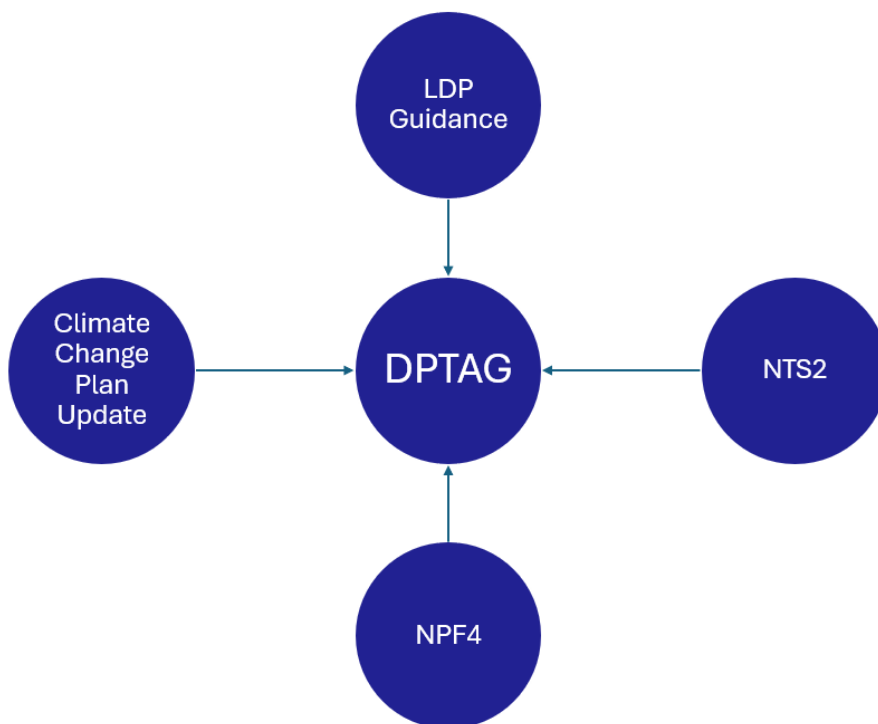 LDP
Guidance
Climate
Change
Plan
Update
DPTAG
NTS2
NPF4